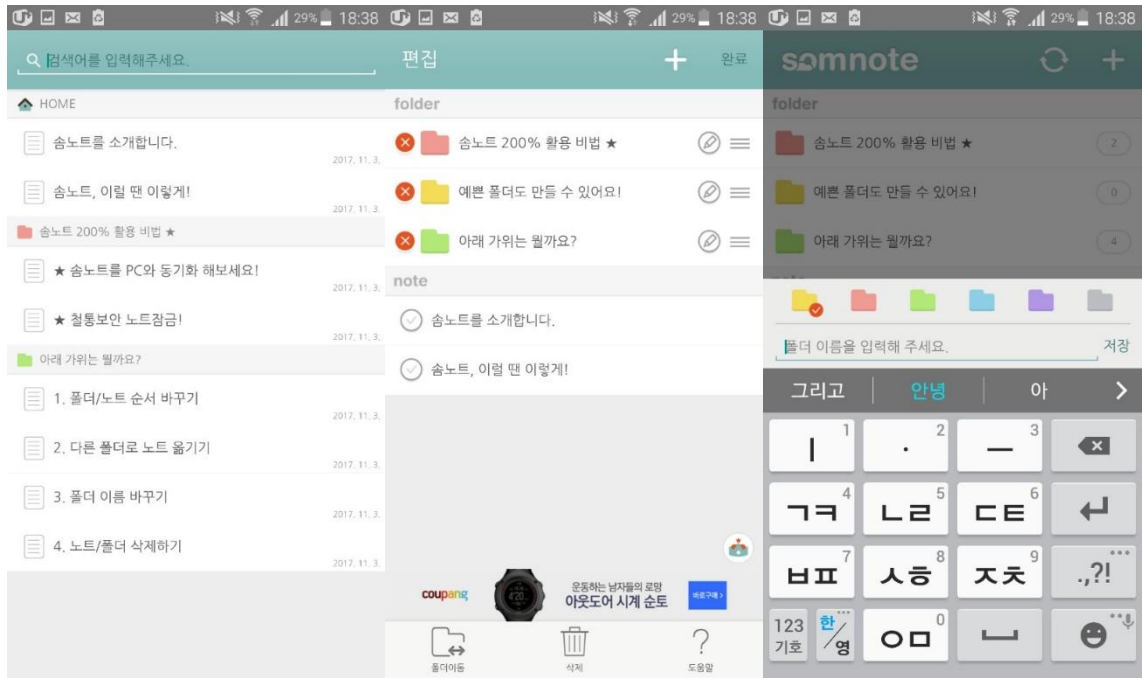 29% 18:38
검색어를 입력해주세요.
HOME
솜노트를 소개합니다.
2017. 11. 3.
솜노트, 이럴 땐 이렇게!
2017. 11. 3.
솜노트 200% 활용 비법 ★
★ 솜노트를 PC와 동기화 해보세요!
2017. 11. 3.
★ 철통보안 노트잠금!
2017. 11. 3.
아래 가위는 뭘까요?
1. 폴더/노트 순서 바꾸기
2017. 11. 3.
2. 다른 폴더로 노트 옮기기
2017. 11. 3.
3. 폴더 이름 바꾸기
2017. 11. 3.
4. 노트/폴더 삭제하기
2017. 11. 3.
29% 18:38
편집 완료
folder
솜노트 200% 활용 비법 ★
예쁜 폴더도 만들 수 있어요!
아래 가위는 뭘까요?
note
솜노트를 소개합니다.
솜노트, 이럴 땐 이렇게!
coupang
운동하는 남자들의 로망
아웃도어 시계 순토
바로구매 >
폴더이동 삭제 도움말
29% 18:38
somnote
folder
솜노트 200% 활용 비법 ★ 2
예쁜 폴더도 만들 수 있어요! 0
아래 가위는 뭘까요? 4
폴더 이름을 입력해 주세요. 저장
그리고 안녕 아
ㅣ 1 · 2 ㅡ 3
ㄱㅋ 4 ㄴㄹ 5 ㄷㅌ 6
ㅂㅍ 7 ㅅㅎ 8 ㅈㅊ 9 .,?!
123 기호 한/영 ㅇㅁ 0